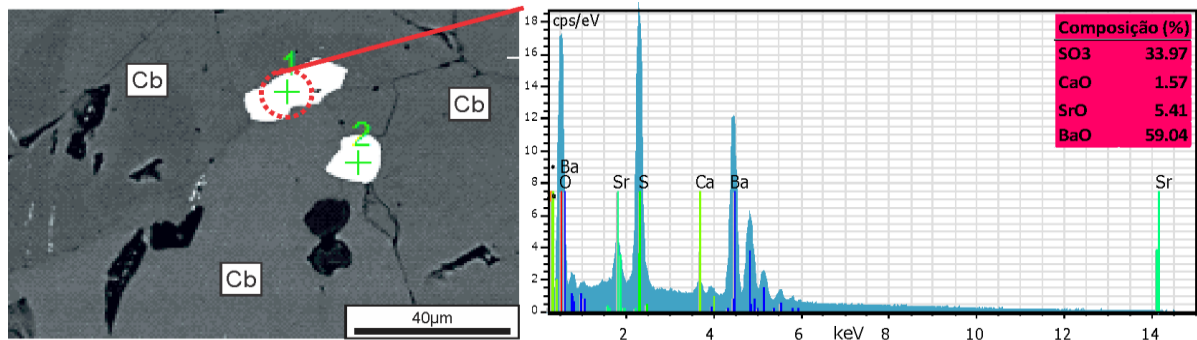 1
2
Cb
Cb
Cb
40µm
cps/eV
18
16
14
12
10
8
6
4
2
0
Ba
O
Sr
S
Ca
Ba
Sr
2 4 6 8 10 12 14
keV
Composição (%)
SO3 33.97
CaO 1.57
SrO 5.41
BaO 59.04